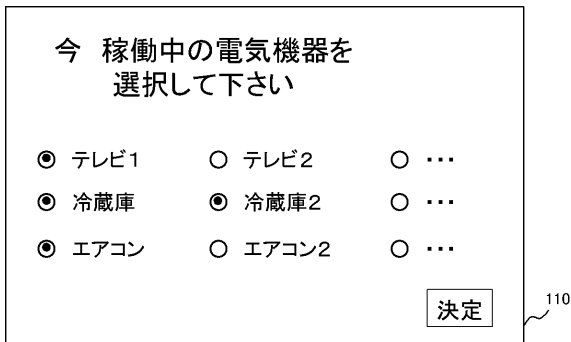 今 稼働中の電気機器を
選択して下さい
◉ テレビ1 ○ テレビ2 ○ ・・・
◉ 冷蔵庫 ◉ 冷蔵庫2 ○ ・・・
◉ エアコン ○ エアコン2 ○ ・・・
決定
110